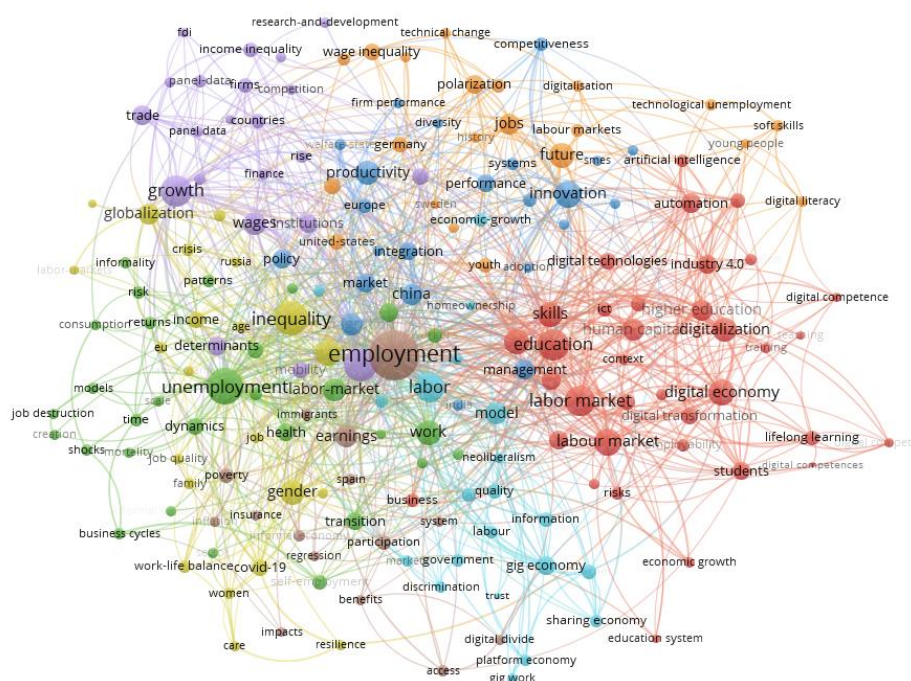 research-and-development
fdi
technical change
income inequality
wage inequality
competitiveness
panel-data
firms
competition
polarization
digitalisation
firm performance
technological unemployment
trade
countries
diversity
jobs
soft skills
panel data
history
labour markets
welfare-state
germany
young people
rise
future
smes
artificial intelligence
systems
finance
productivity
performance
growth
innovation
europe
sweden
automation
digital literacy
globalization
economic-growth
wages
institutions
united-states
crisis
integration
policy
russia
digital technologies
industry 4.0
informality
youth
adoption
labor-markets
patterns
market
risk
china
digital competence
homeownership
ict
higher education
skills
consumption
returns
income
inequality
age
human capital
digitalization
education
training
eu
determinants
employment
context
mobility
management
models
unemployment
labor-market
labor
digital economy
scale
india
labor market
job destruction
immigrants
model
digital transformation
time
dynamics
job
health
earnings
work
creation
labour market
employability
lifelong learning
shocks
mortality
job quality
neoliberalism
digital competences
poverty
spain
students
family
gender
business
quality
risks
insurance
transition
system
information
business cycles
labour
participation
regression
market
government
gig economy
economic growth
work-life balance
covid-19
self-employment
discrimination
women
benefits
trust
sharing economy
impacts
digital divide
education system
care
resilience
platform economy
access
gig work